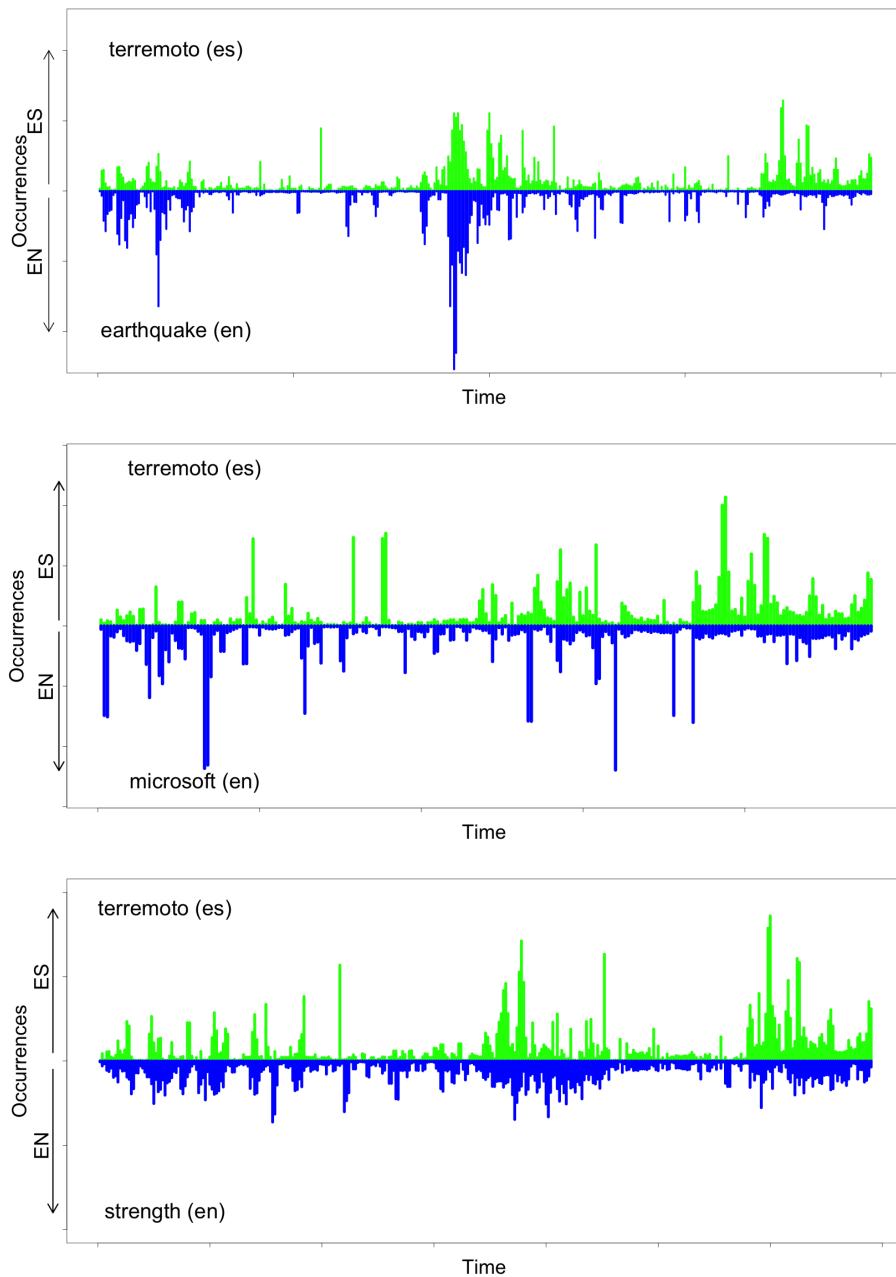 terremoto (es)
Occurrences
ES
EN
earthquake (en)
Time
terremoto (es)
Occurrences
ES
EN
microsoft (en)
Time
terremoto (es)
Occurrences
ES
EN
strength (en)
Time